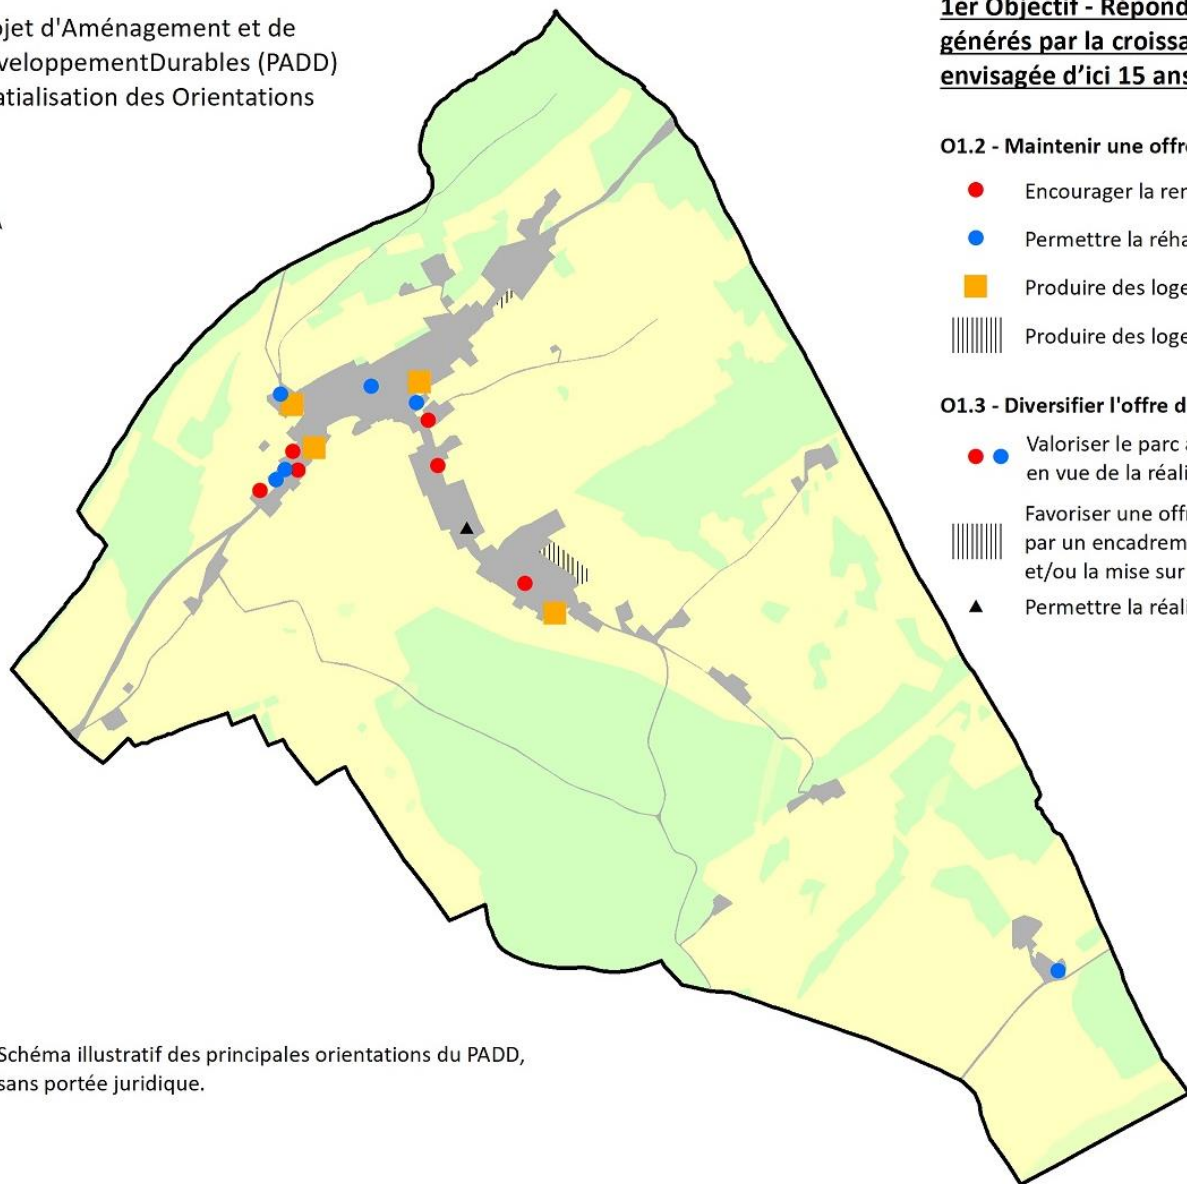 ojet d'Aménagement et de
veloppementDurables (PADD)
atialisation des Orientations
1er Objectif - Répond
générés par la croissa
envisagée d’ici 15 ans
O1.2 - Maintenir une offre
Encourager la ren
Permettre la réha
Produire des loge
Produire des loge
O1.3 - Diversifier l'offre d
Valoriser le parc a
en vue de la réali
Favoriser une offr
par un encadrem
et/ou la mise sur
Permettre la réali
Schéma illustratif des principales orientations du PADD,
sans portée juridique.